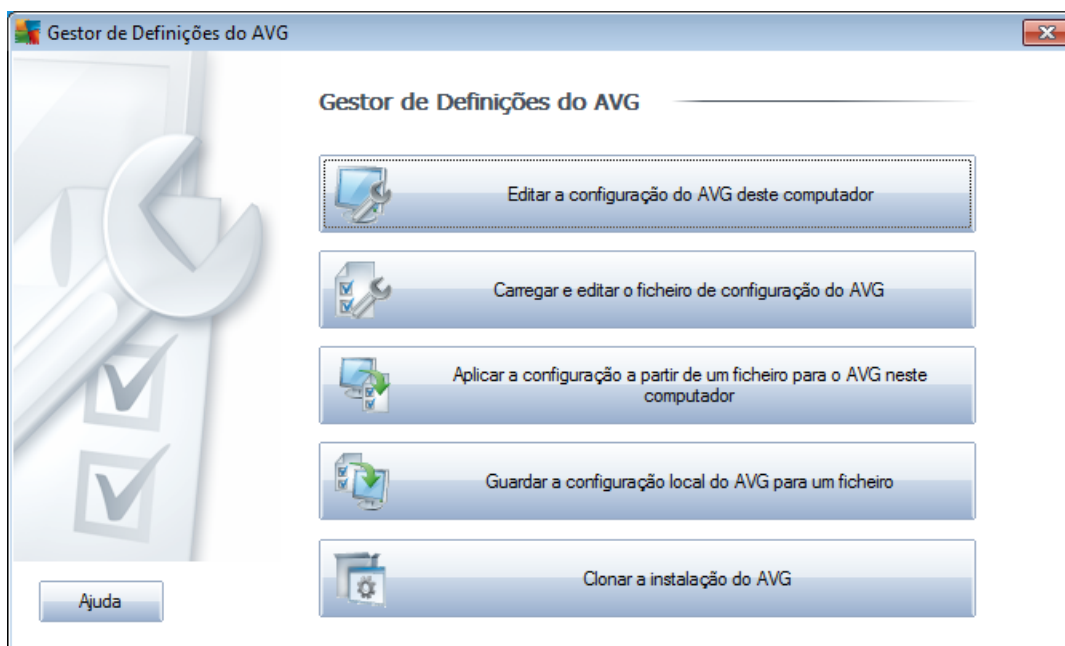 Gestor de Definições do AVG
Gestor de Definições do AVG
Editar a configuração do AVG deste computador
Carregar e editar o ficheiro de configuração do AVG
Aplicar a configuração a partir de um ficheiro para o AVG neste
computador
Guardar a configuração local do AVG para um ficheiro
Clonar a instalação do AVG
Ajuda